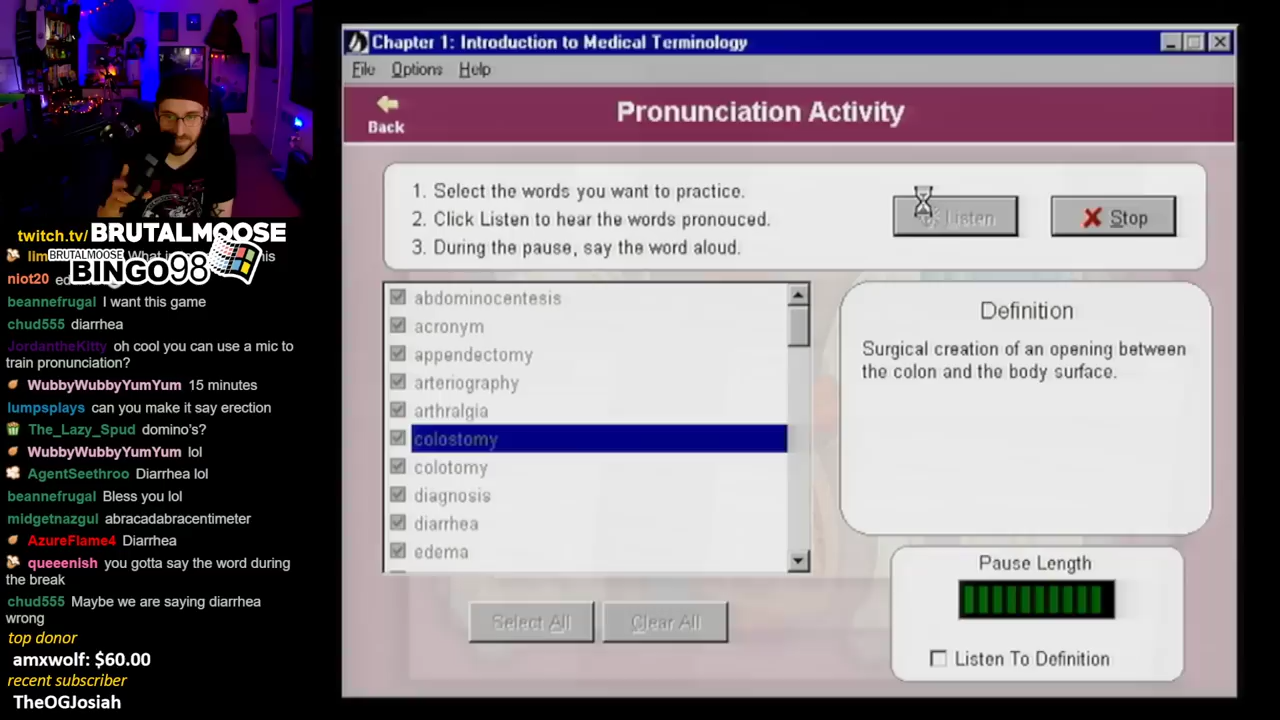 Chapter 1: Introduction to Medical Terminology
File Options Help
Back
Pronunciation Activity
1. Select the words you want to practice.
2. Click Listen to hear the words pronouced.
3. During the pause, say the word aloud.
Listen
Stop
abdominocentesis
acronym
appendectomy
arteriography
arthralgia
colostomy
colotomy
diagnosis
diarrhea
edema
Select All
Clear All
Definition
Surgical creation of an opening between
the colon and the body surface.
Pause Length
Listen To Definition
twitch.tv/ BRUTALMOOSE
BRUTALMOOSE
BINGO98
niot20
beannefrugal I want this game
chud555 diarrhea
JordantheKitty oh cool you can use a mic to
train pronunciation?
WubbyWubbyYumYum 15 minutes
lumpsplays can you make it say erection
The_Lazy_Spud domino's?
WubbyWubbyYumYum lol
AgentSeethroo Diarrhea lol
beannefrugal Bless you lol
midgetnazgul abracadabracentimeter
AzureFlame4 Diarrhea
queeenish you gotta say the word during
the break
chud555 Maybe we are saying diarrhea
wrong
top donor
amxwolf: $60.00
recent subscriber
TheOGJosiah